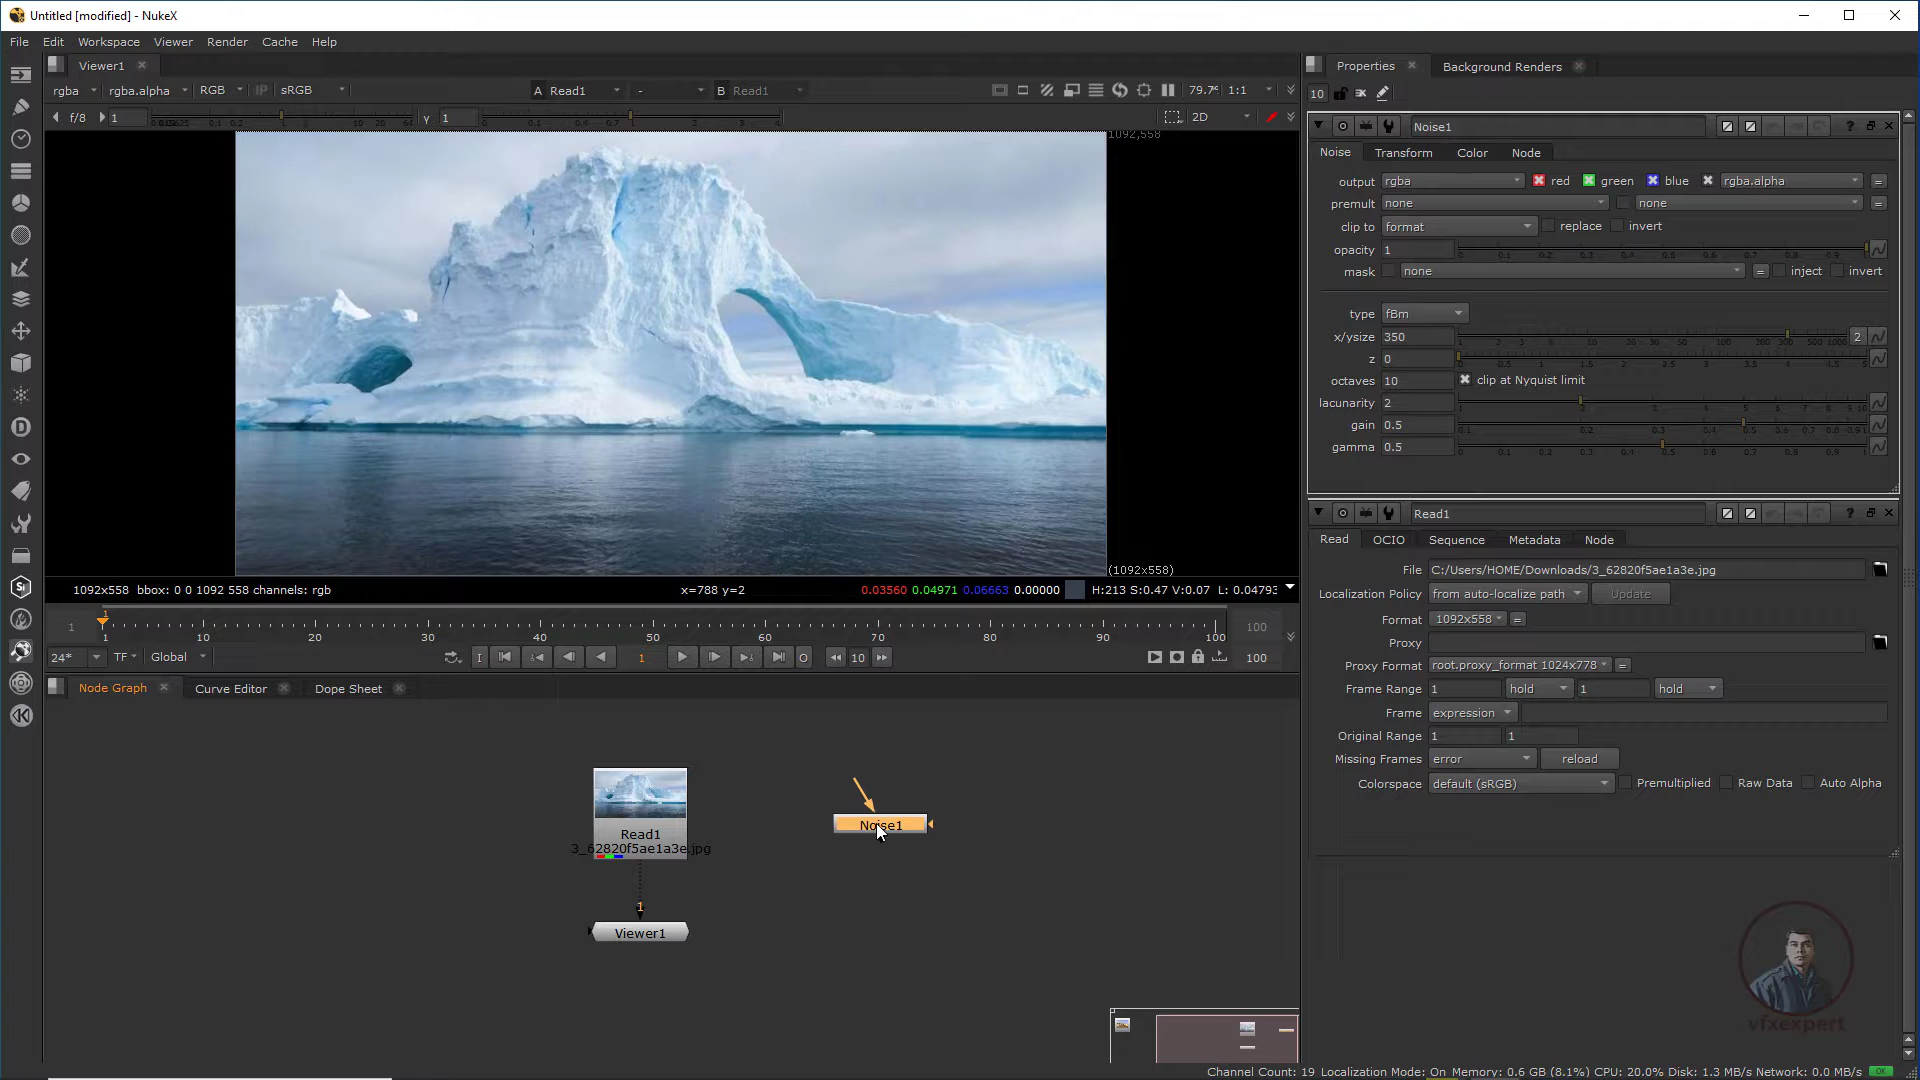 Untitled [modified] - NukeX
File Edit Workspace Viewer Render Cache Help
Viewer1
rgba rgba.alpha RGB IP sRGB A Read1 - B Read1 79.7% 1:1
f/8 1 Y 1 2D
1092,558
(1092x558)
1092x558 bbox: 0 0 1092 558 channels: rgb x=788 y=2 0.03560 0.04971 0.06663 0.00000 H:213 S:0.47 V:0.07 L: 0.04793
1
1 1 10 20 30 40 50 60 70 80 90 100 100
24* TF Global I 1 O 10 100
Node Graph Curve Editor Dope Sheet
Read1
3_62820f5ae1a3e.jpg
1
Viewer1
Noise1
Properties Background Renders
10
Noise1
Noise Transform Color Node
output rgba red green blue rgba.alpha =
premult none none =
clip to format replace invert
opacity 1
mask none = inject invert
type fBm
x/ysize 350 2
z 0
octaves 10 clip at Nyquist limit
lacunarity 2
gain 0.5
gamma 0.5
Read1
Read OCIO Sequence Metadata Node
File C:/Users/HOME/Downloads/3_62820f5ae1a3e.jpg
Localization Policy from auto-localize path Update
Format 1092x558 =
Proxy
Proxy Format root.proxy_format 1024x778 =
Frame Range 1 hold 1 hold
Frame expression
Original Range 1 1
Missing Frames error reload
Colorspace default (sRGB) Premultiplied Raw Data Auto Alpha
vfxexpert
Channel Count: 19 Localization Mode: On Memory: 0.6 GB (8.1%) CPU: 20.0% Disk: 1.3 MB/s Network: 0.0 MB/s OK